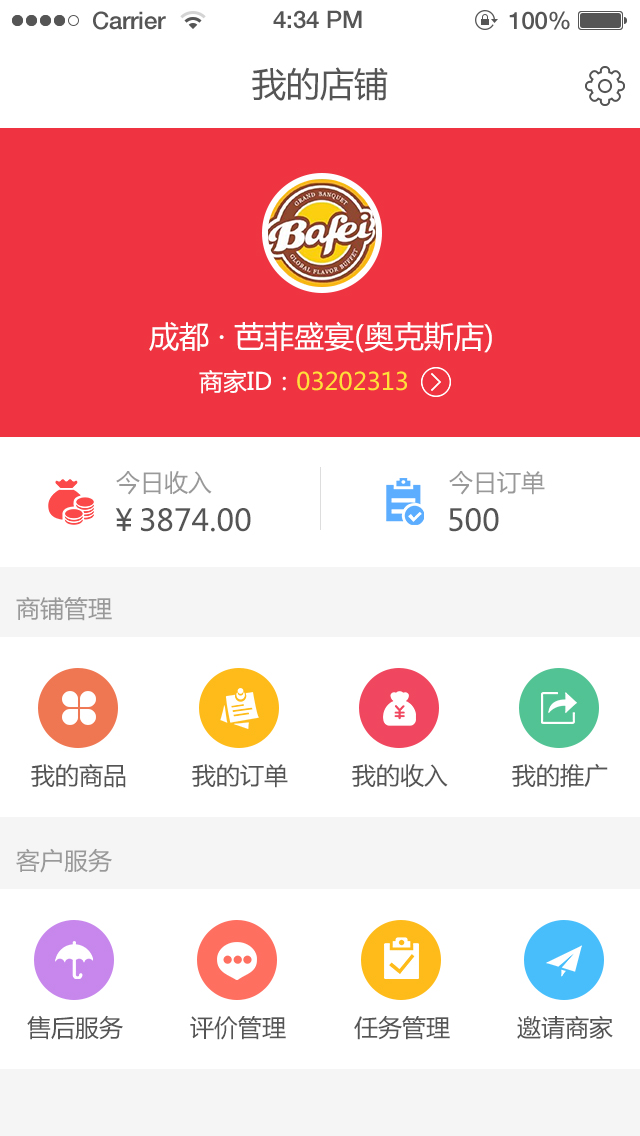 Carrier 4:34 PM 100%
我的店铺
GRAND BANQUET
Bafei
GLOBAL FLAVOR BUFFET
成都 · 芭菲盛宴(奥克斯店)
商家ID：03202313
今日收入 今日订单
¥ 3874.00 500
商铺管理
¥
我的商品 我的订单 我的收入 我的推广
客户服务
售后服务 评价管理 任务管理 邀请商家